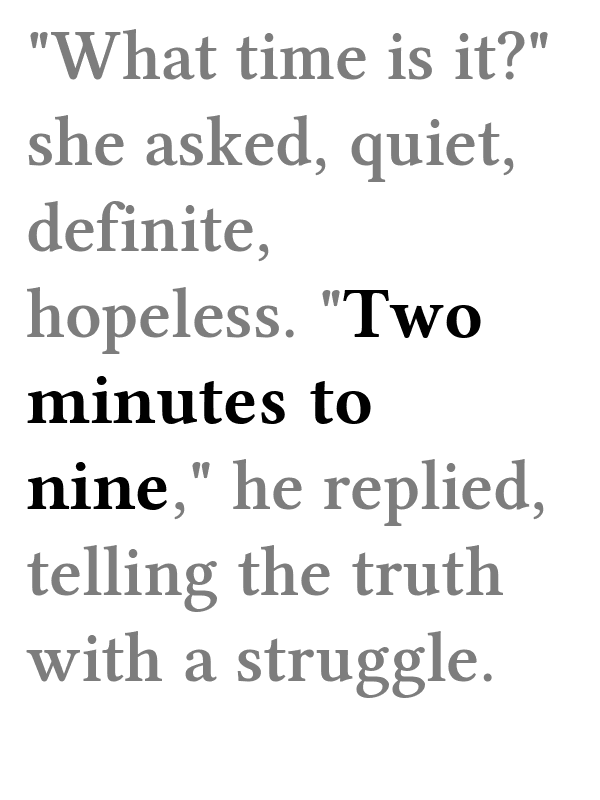 "What time is it?"
she asked, quiet,
definite,
hopeless. "Two
minutes to
nine," he replied,
telling the truth
with a struggle.